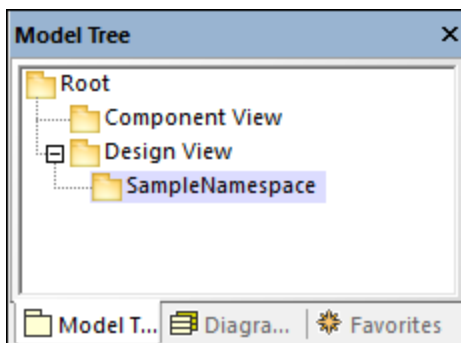 Model Tree
Root
Component View
Design View
SampleNamespace
Model T... Diagra... Favorites